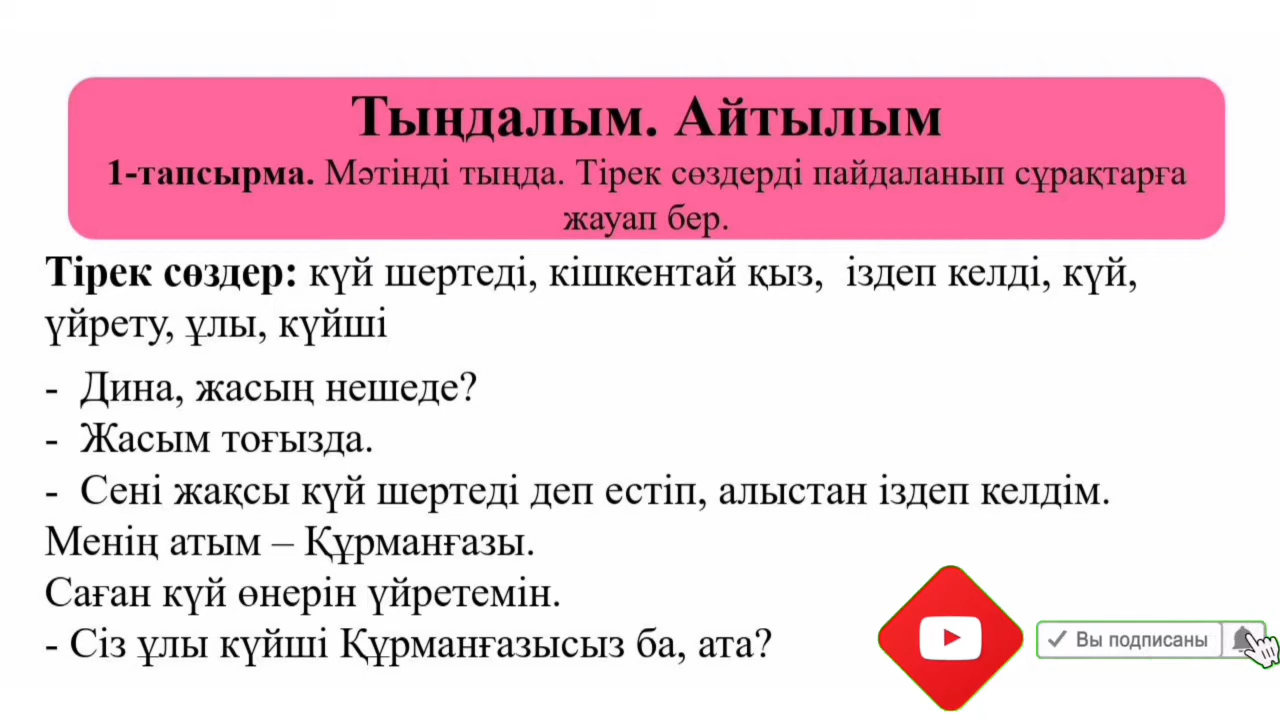 Тыңдалым. Айтылым
1-тапсырма. Мәтінді тыңда. Тірек сөздерді пайдаланып сұрақтарға
жауап бер.
Тірек сөздер: күй шертеді, кішкентай қыз, іздеп келді, күй,
үйрету, ұлы, күйші
- Дина, жасың нешеде?
- Жасым тоғызда.
- Сені жақсы күй шертеді деп естіп, алыстан іздеп келдім.
Менің атым – Құрманғазы.
Саған күй өнерін үйретемін.
- Сіз ұлы күйші Құрманғазысыз ба, ата?
Вы подписаны